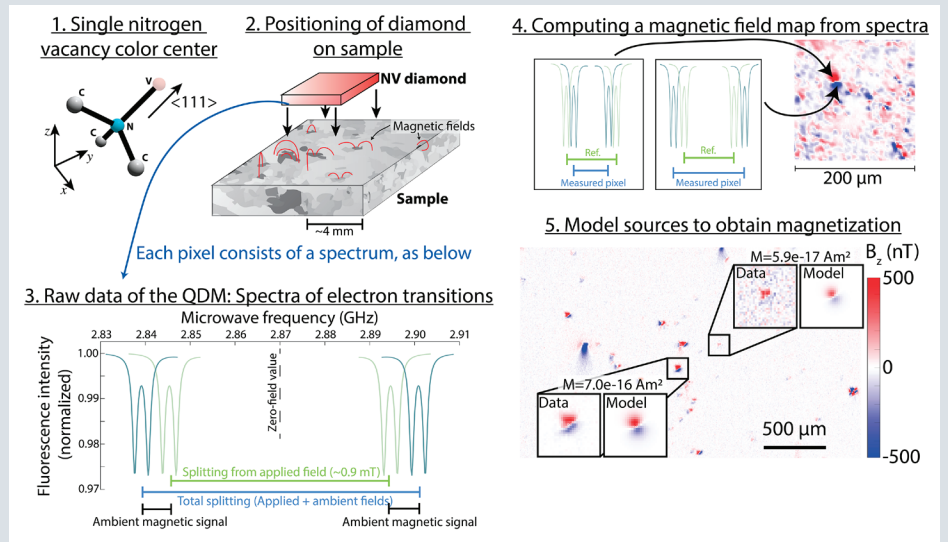 1. Single nitrogen
vacancy color center
V
C
<111>
N
C
C
z
y
x
2. Positioning of diamond
on sample
NV diamond
Magnetic fields
Sample
~4 mm
Each pixel consists of a spectrum, as below
3. Raw data of the QDM: Spectra of electron transitions
Microwave frequency (GHz)
2.83 2.84 2.85 2.86 2.87 2.88 2.89 2.90 2.91
Fluorescence intensity
(normalized)
1.00
0.99
0.98
0.97
Zero-field value
Splitting from applied field (~0.9 mT)
Total splitting (Applied + ambient fields)
Ambient magnetic signal
Ambient magnetic signal
4. Computing a magnetic field map from spectra
Ref.
Measured pixel
Ref.
Measured pixel
200 μm
5. Model sources to obtain magnetization
M=5.9e-17 Am²
Data
Model
M=7.0e-16 Am²
Data
Model
500 μm
Bz (nT)
500
0
-500